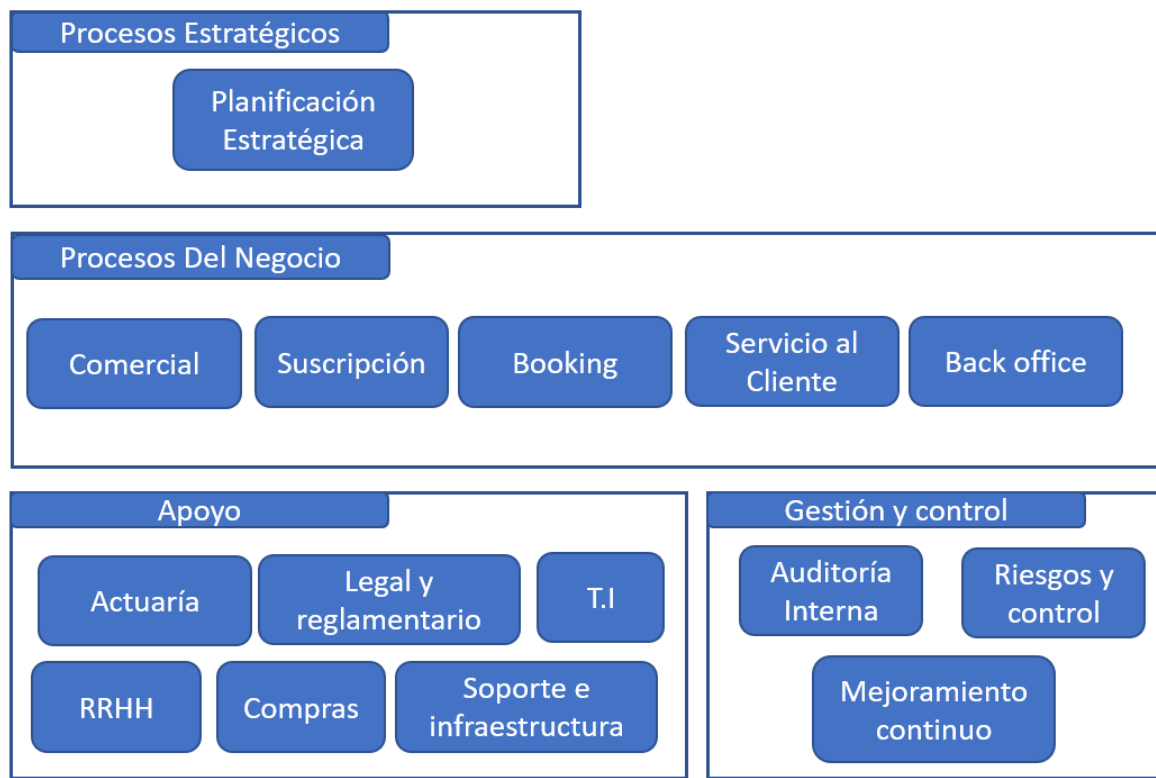 Procesos Estratégicos
Planificación
Estratégica
Procesos Del Negocio
Comercial
Suscripción
Booking
Servicio al
Cliente
Back office
Apoyo
Actuaría
Legal y
reglamentario
T.I
RRHH
Compras
Soporte e
infraestructura
Gestión y control
Auditoría
Interna
Riesgos y
control
Mejoramiento
continuo